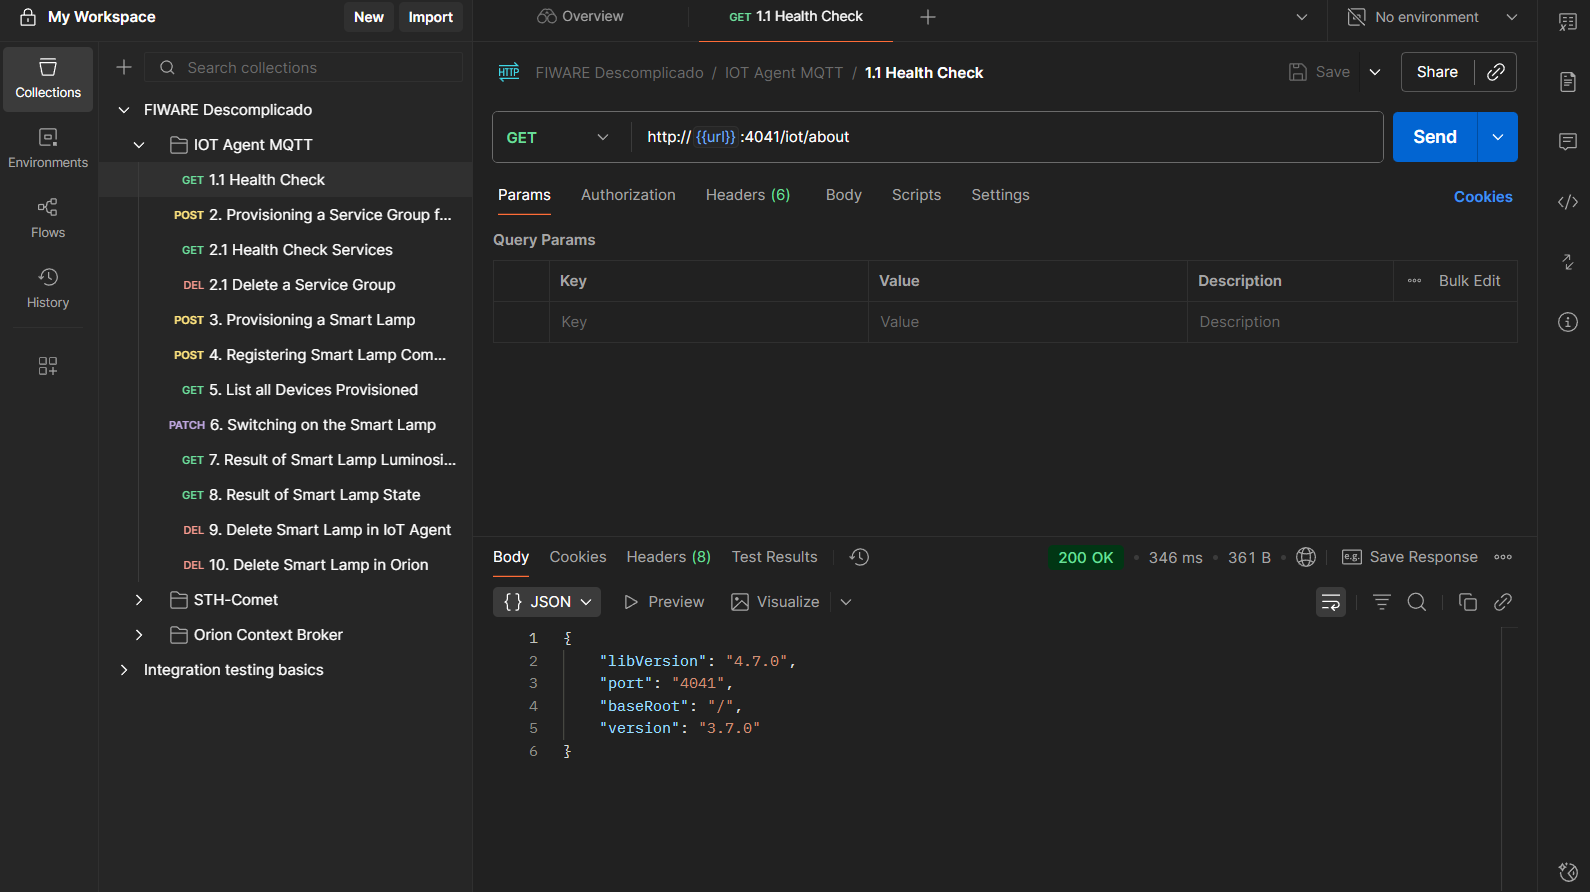 My Workspace
New
Import
Overview
GET 1.1 Health Check
No environment
Collections
Environments
Flows
History
Search collections
FIWARE Descomplicado
IOT Agent MQTT
GET 1.1 Health Check
POST 2. Provisioning a Service Group f...
GET 2.1 Health Check Services
DEL 2.1 Delete a Service Group
POST 3. Provisioning a Smart Lamp
POST 4. Registering Smart Lamp Com...
GET 5. List all Devices Provisioned
PATCH 6. Switching on the Smart Lamp
GET 7. Result of Smart Lamp Luminosi...
GET 8. Result of Smart Lamp State
DEL 9. Delete Smart Lamp in IoT Agent
DEL 10. Delete Smart Lamp in Orion
STH-Comet
Orion Context Broker
Integration testing basics
HTTP FIWARE Descomplicado / IOT Agent MQTT / 1.1 Health Check
Save
Share
GET
http:// {{url}} :4041/iot/about
Send
Params Authorization Headers (6) Body Scripts Settings
Cookies
Query Params
Key Value Description ••• Bulk Edit
Key Value Description
Body Cookies Headers (8) Test Results
200 OK • 346 ms • 361 B
e.g. Save Response •••
{} JSON Preview Visualize
1 {
2 "libVersion": "4.7.0",
3 "port": "4041",
4 "baseRoot": "/",
5 "version": "3.7.0"
6 }